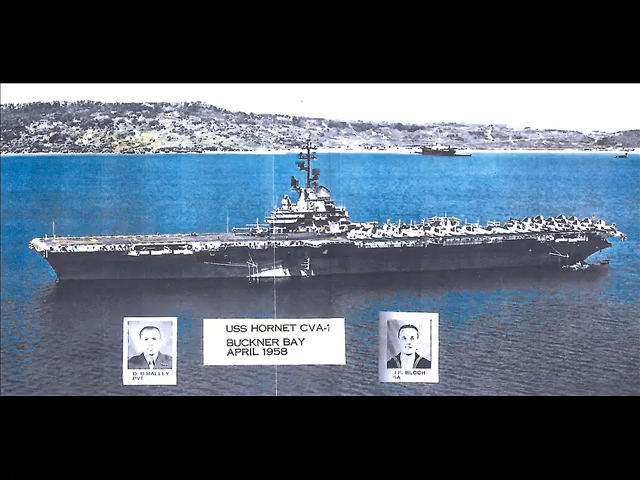 USS HORNET CVA-1
BUCKNER BAY
APRIL 1958
D. O'MALLEY
PVT
J.R. BLOCH
SA